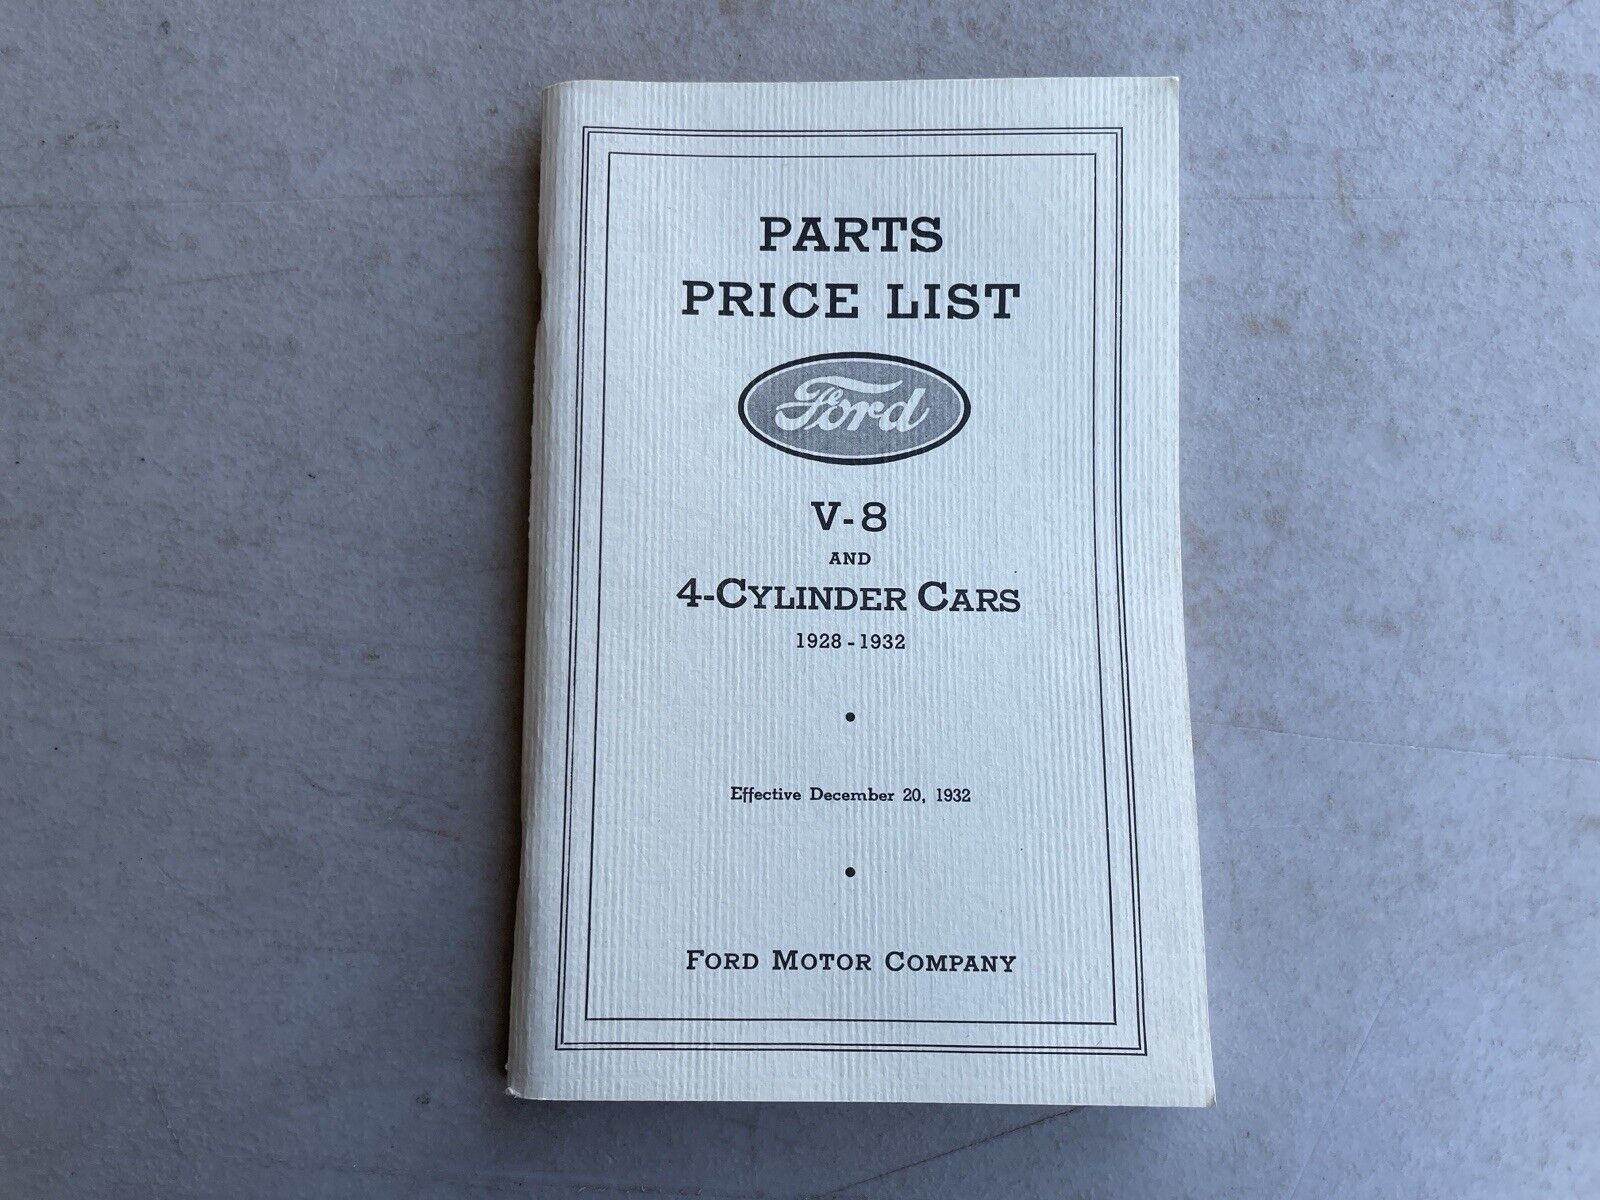 PARTS
PRICE LIST
Ford
V-8
AND
4-CYLINDER CARS
1928-1932
Effective December 20, 1932
FORD MOTOR COMPANY